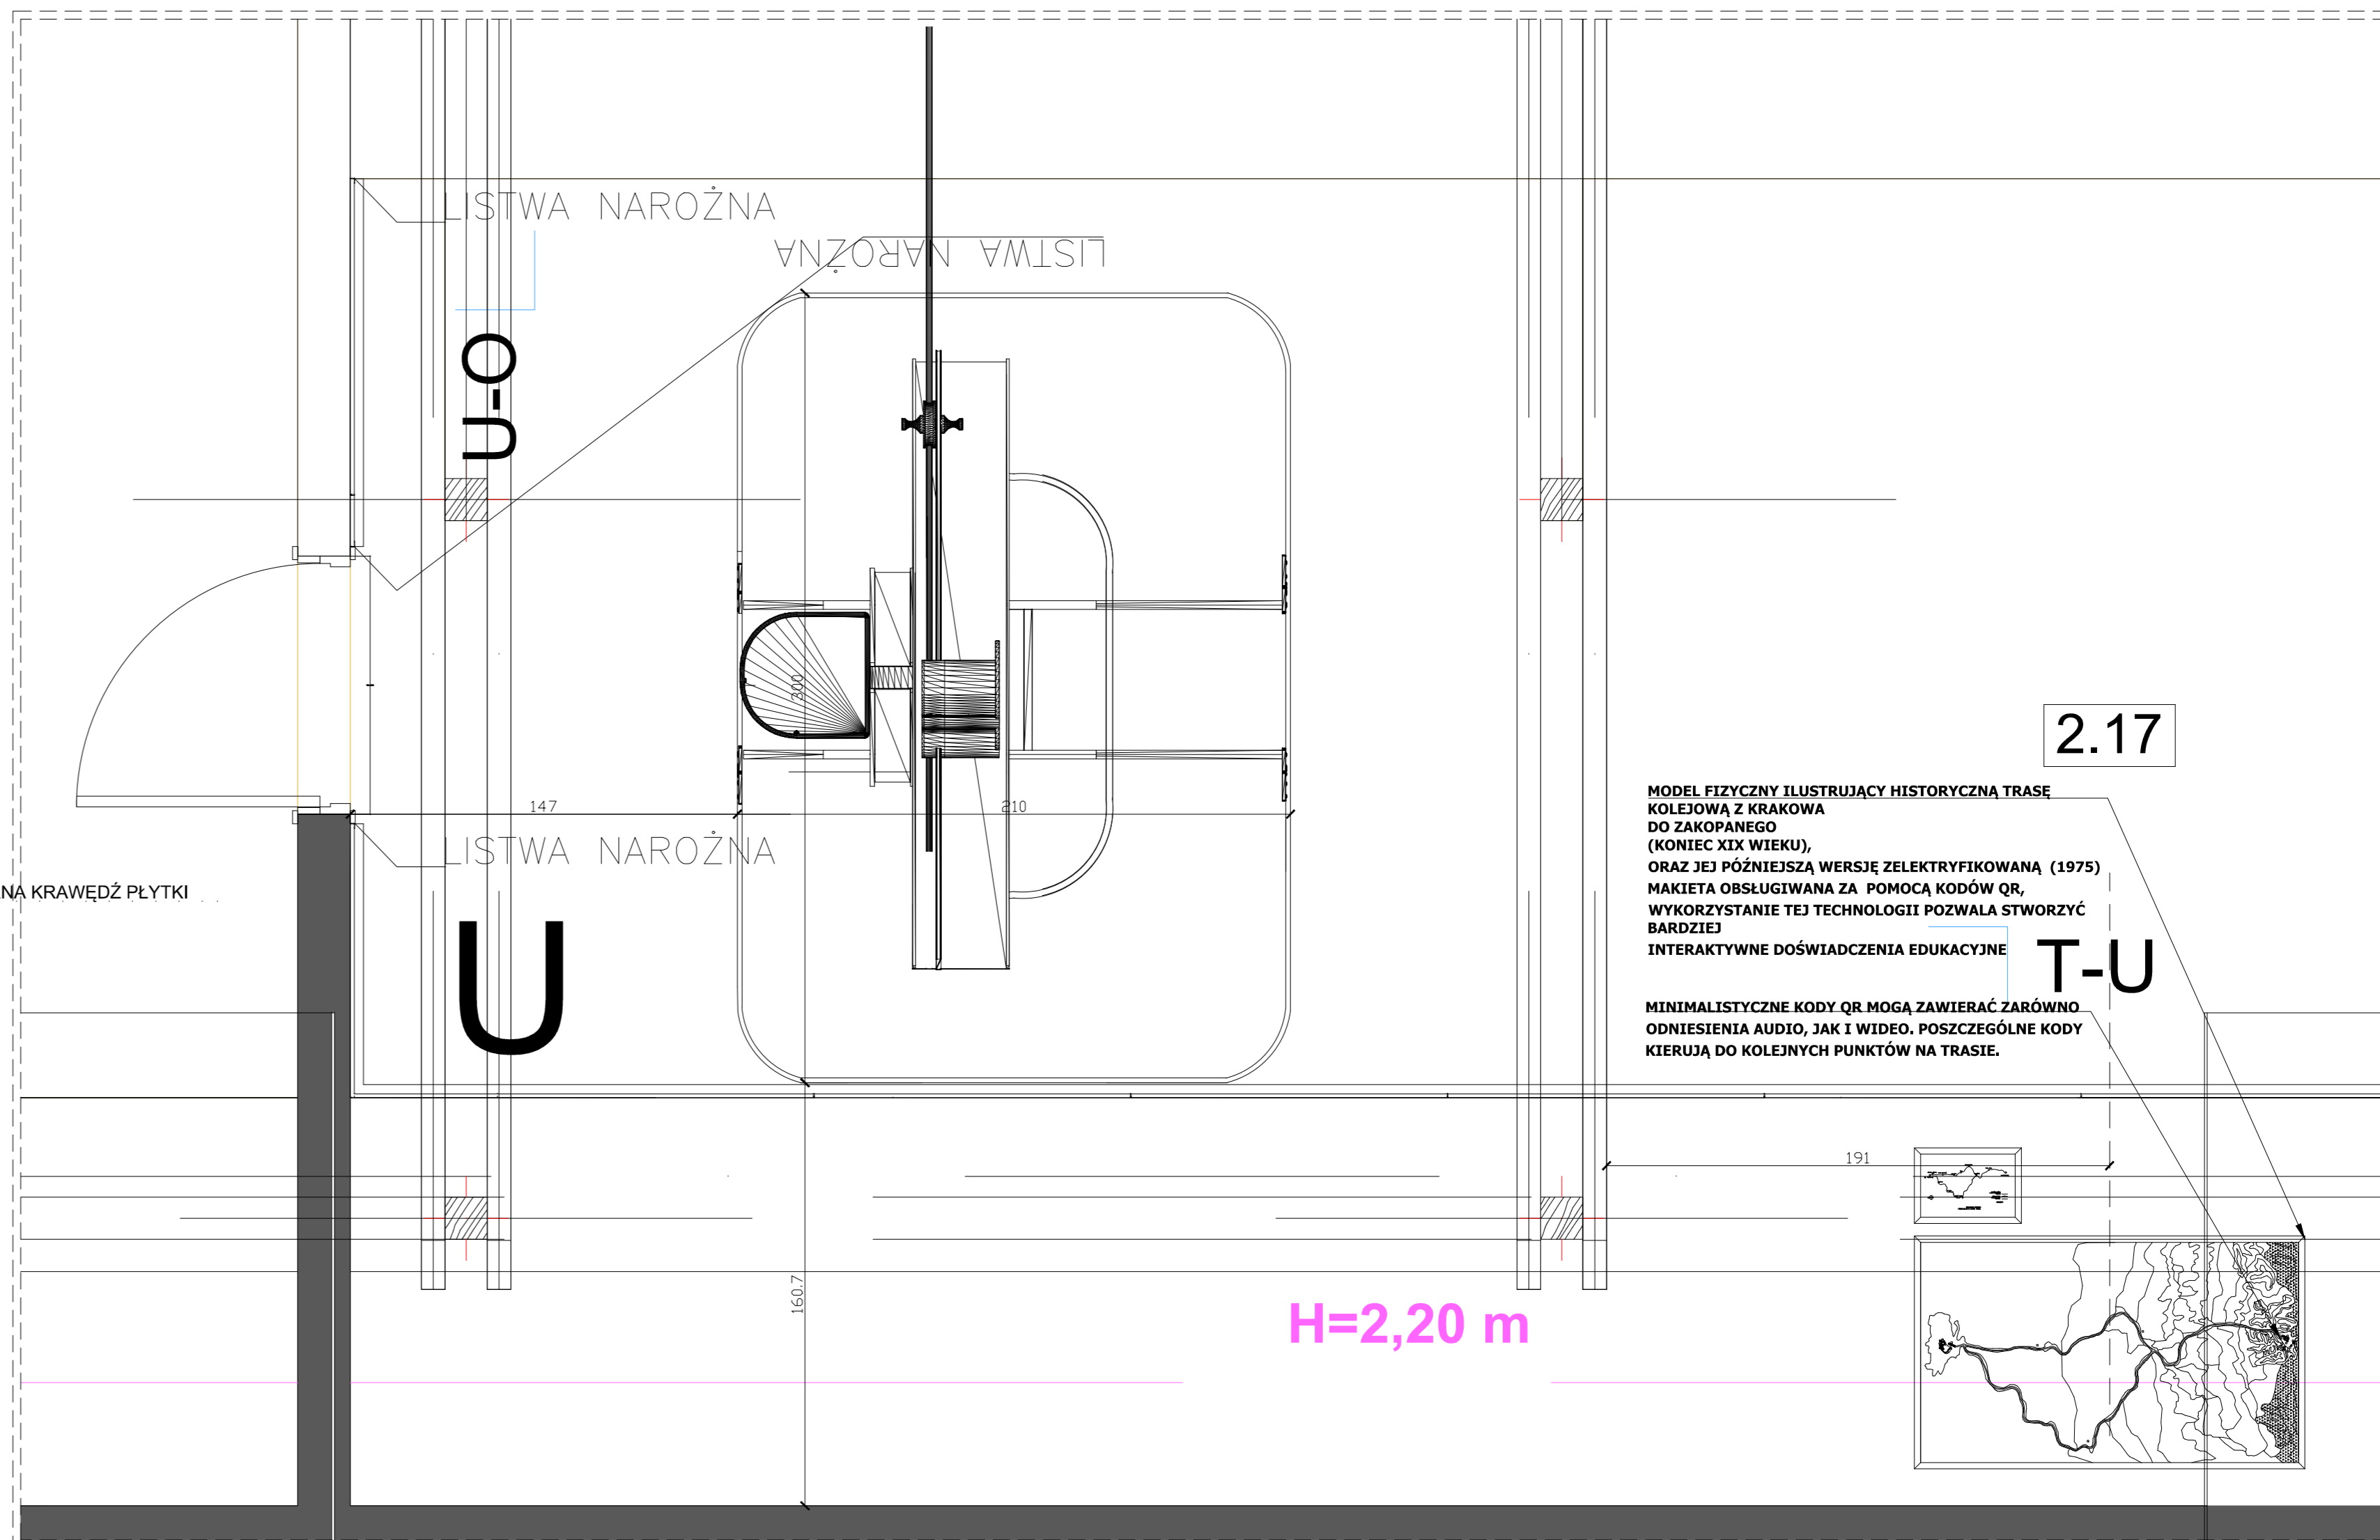 LISTWA NAROŻNA
LISTWA NAROŻNA
U-O
300
2.17
147
210
MODEL FIZYCZNY ILUSTRUJĄCY HISTORYCZNĄ TRASĘ
KOLEJOWĄ Z KRAKOWA
DO ZAKOPANEGO
(KONIEC XIX WIEKU),
ORAZ JEJ PÓŹNIEJSZĄ WERSJĘ ZELEKTRYFIKOWANĄ (1975)
MAKIETA OBSŁUGIWANA ZA POMOCĄ KODÓW QR,
WYKORZYSTANIE TEJ TECHNOLOGII POZWALA STWORZYĆ
BARDZIEJ
INTERAKTYWNE DOŚWIADCZENIA EDUKACYJNE
LISTWA NAROŻNA
NA KRAWĘDŹ PŁYTKI
U
T-U
MINIMALISTYCZNE KODY QR MOGĄ ZAWIERAĆ ZARÓWNO
ODNIESIENIA AUDIO, JAK I WIDEO. POSZCZEGÓLNE KODY
KIERUJĄ DO KOLEJNYCH PUNKTÓW NA TRASIE.
191
160.7
H=2,20 m